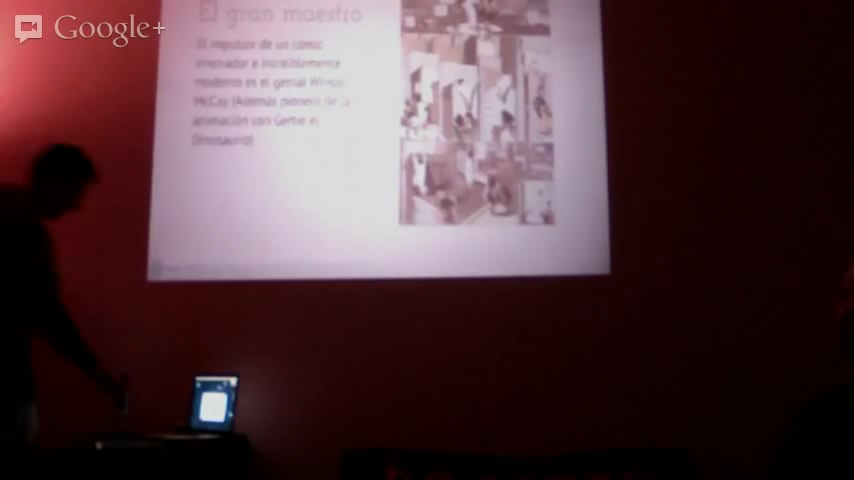 Google+
El gran maestro
El impulsor de un cómic
innovador e increíblemente
moderno es el genial Winsor
McCay (Además pionero de la
animación con Gertie el
Dinosaurio)